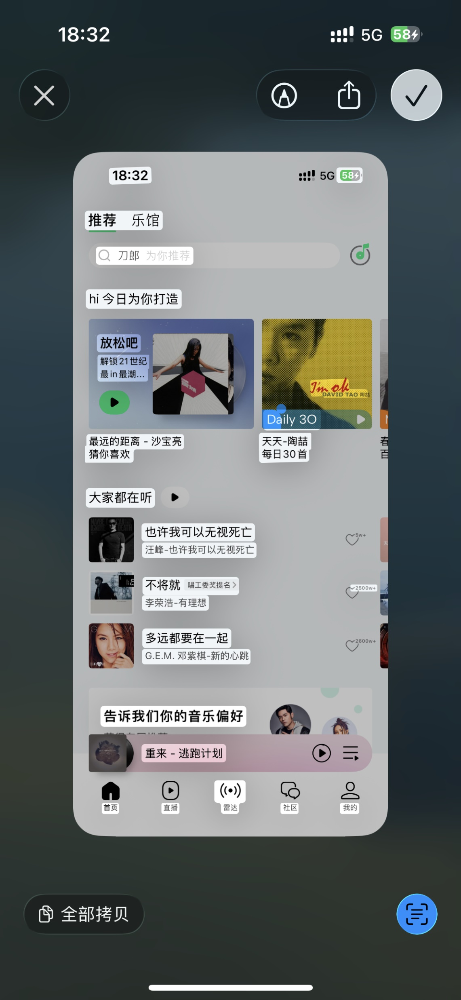 18:32
5G 58
18:32
5G 58
推荐 乐馆
刀郎 为你推荐
hi 今日为你打造
放松吧
解锁21世纪
最in最潮...
I'm ok
DAVID TAO 陶喆
Daily 30
最远的距离 - 沙宝亮
猜你喜欢
天天-陶喆
每日30首
春
百
大家都在听
MAYBE I CAN
IGNORE DEATH
也许我可以无视死亡
汪峰-也许我可以无视死亡
5w+
不将就 唱工委奖提名
李荣浩-有理想
2500w+
G.E.M
多远都要在一起
G.E.M. 邓紫棋-新的心跳
2600w+
告诉我们你的音乐偏好
重来 - 逃跑计划
首页
直播
雷达
社区
我的
全部拷贝